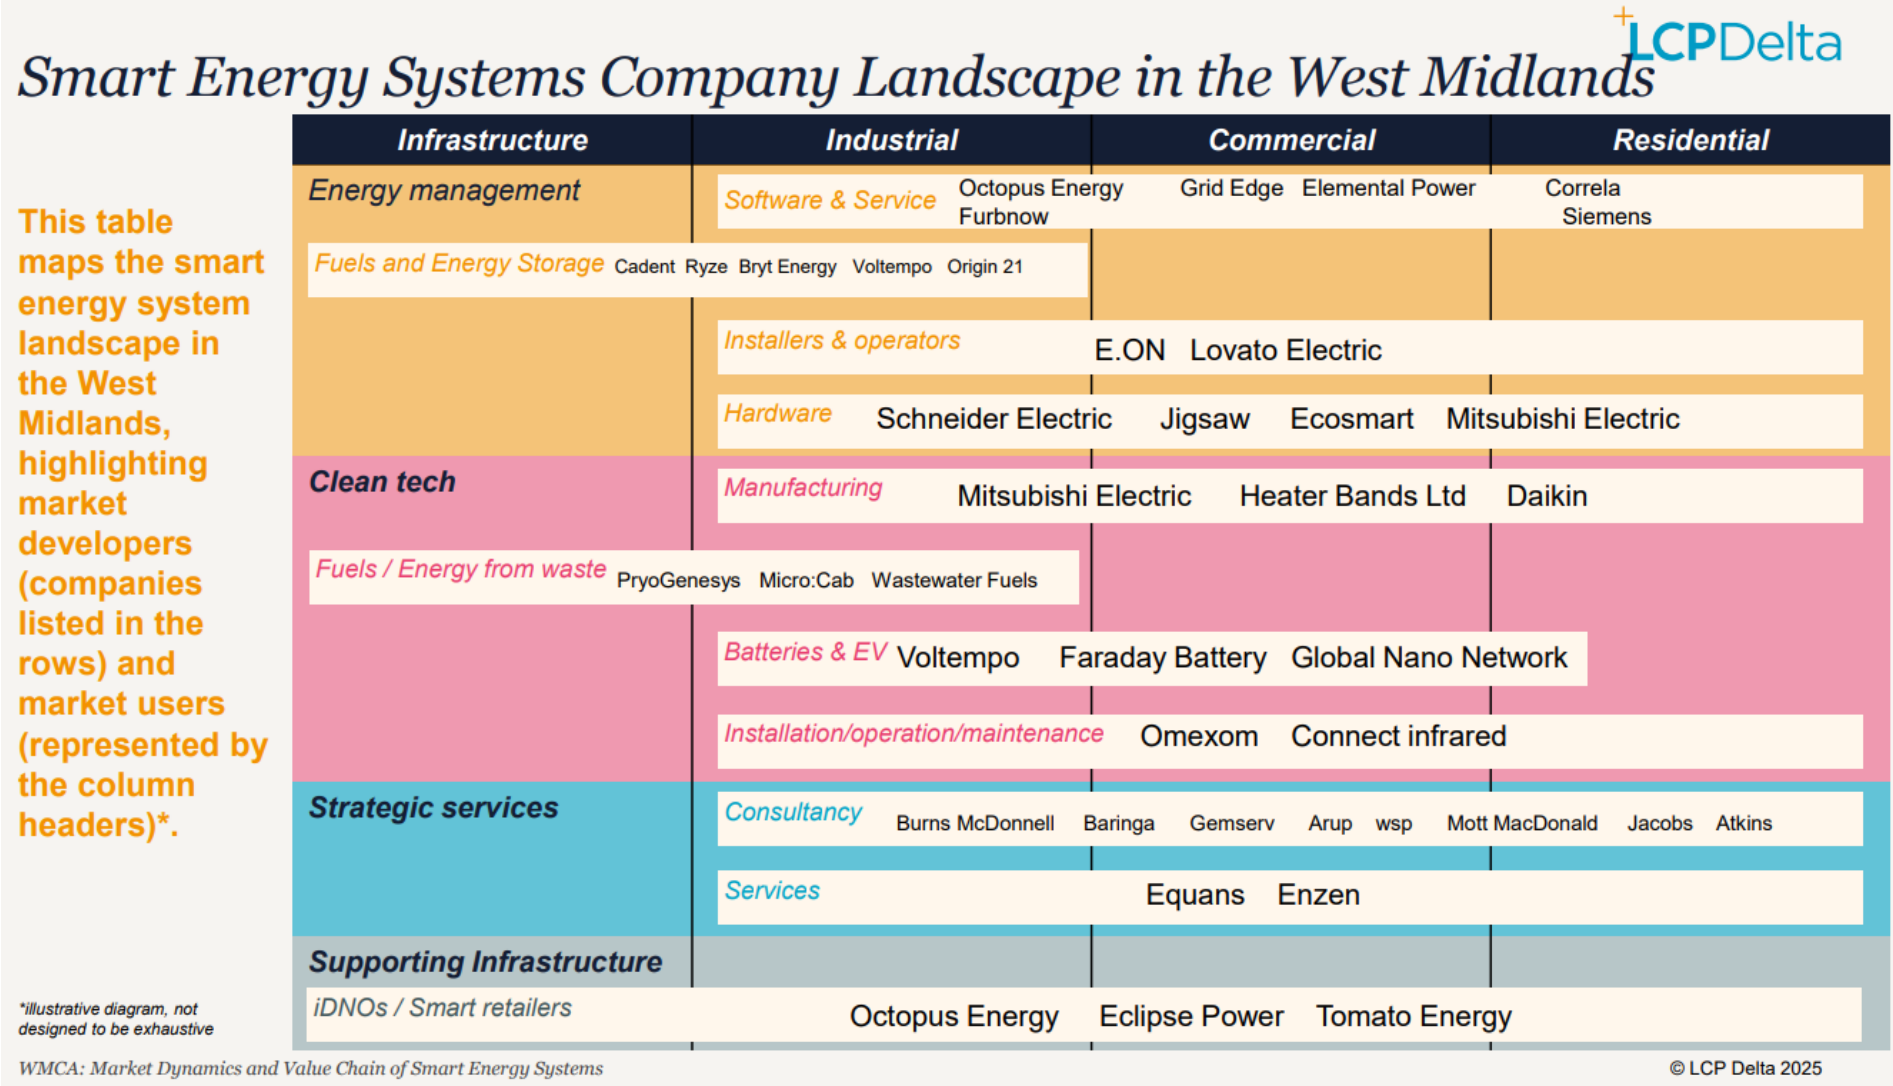 LCPDelta
Smart Energy Systems Company Landscape in the West Midlands
This table
maps the smart
energy system
landscape in
the West
Midlands,
highlighting
market
developers
(companies
listed in the
rows) and
market users
(represented by
the column
headers)*.
*illustrative diagram, not
designed to be exhaustive
Infrastructure Industrial Commercial Residential
Energy management
Software & Service Octopus Energy Grid Edge Elemental Power Correla
Furbnow Siemens
Fuels and Energy Storage Cadent Ryze Bryt Energy Voltempo Origin 21
Installers & operators E.ON Lovato Electric
Hardware Schneider Electric Jigsaw Ecosmart Mitsubishi Electric
Clean tech
Manufacturing Mitsubishi Electric Heater Bands Ltd Daikin
Fuels / Energy from waste PryoGenesys Micro:Cab Wastewater Fuels
Batteries & EV Voltempo Faraday Battery Global Nano Network
Installation/operation/maintenance Omexom Connect infrared
Strategic services
Consultancy Burns McDonnell Baringa Gemserv Arup wsp Mott MacDonald Jacobs Atkins
Services Equans Enzen
Supporting Infrastructure
iDNOs / Smart retailers Octopus Energy Eclipse Power Tomato Energy
WMCA: Market Dynamics and Value Chain of Smart Energy Systems
© LCP Delta 2025